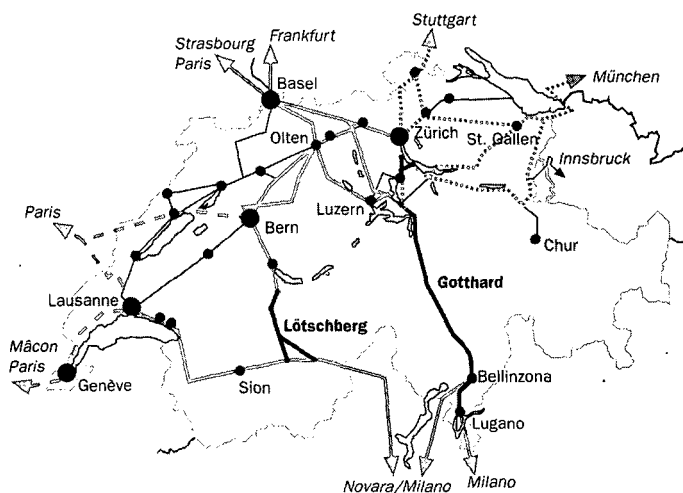 Stuttgart
Strasbourg
Paris
Frankfurt
Basel
München
Olten
Zürich
St. Gallen
Innsbruck
Paris
Bern
Luzern
Chur
Lausanne
Gotthard
Lötschberg
Mâcon
Paris
Genève
Sion
Bellinzona
Lugano
Novara/Milano
Milano